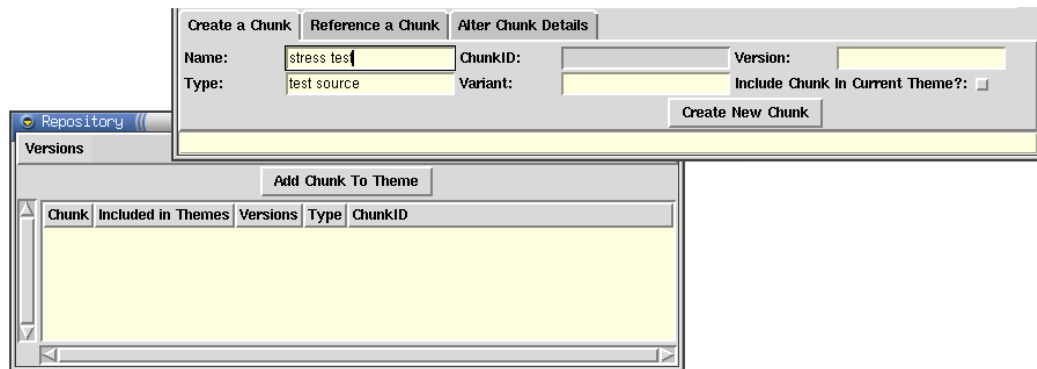 Create a Chunk Reference a Chunk Alter Chunk Details
Name: stress test ChunkID: Version:
Type: test source Variant: Include Chunk In Current Theme?:
Create New Chunk
Repository
Versions
Add Chunk To Theme
Chunk Included in Themes Versions Type ChunkID